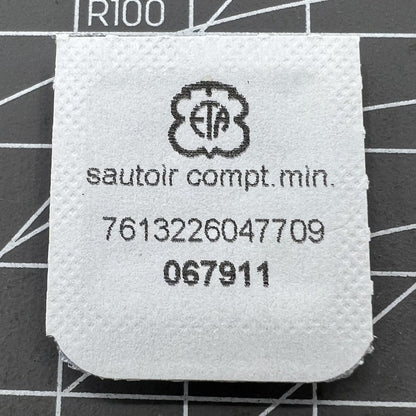 R100
ETA
sautoir compt.min.
7613226047709
067911